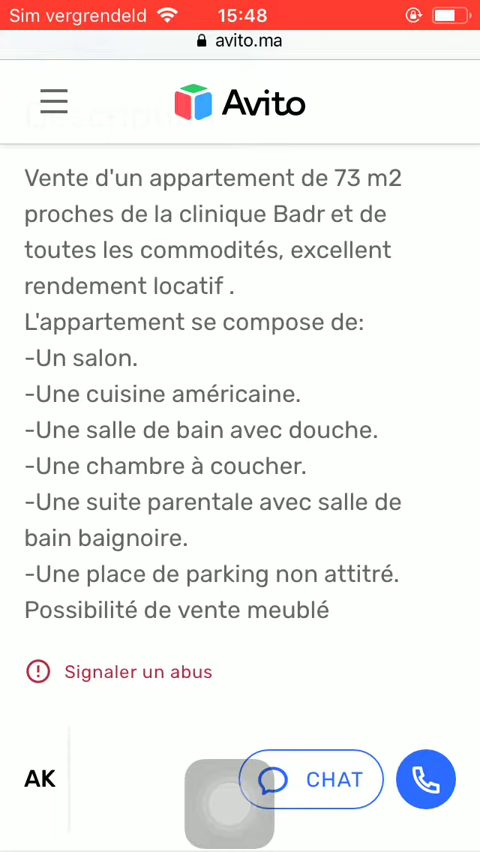 Sim vergrendeld 15:48
avito.ma
Avito
Vente d'un appartement de 73 m2
proches de la clinique Badr et de
toutes les commodités, excellent
rendement locatif .
L'appartement se compose de:
-Un salon.
-Une cuisine américaine.
-Une salle de bain avec douche.
-Une chambre à coucher.
-Une suite parentale avec salle de
bain baignoire.
-Une place de parking non attitré.
Possibilité de vente meublé
Signaler un abus
AK CHAT